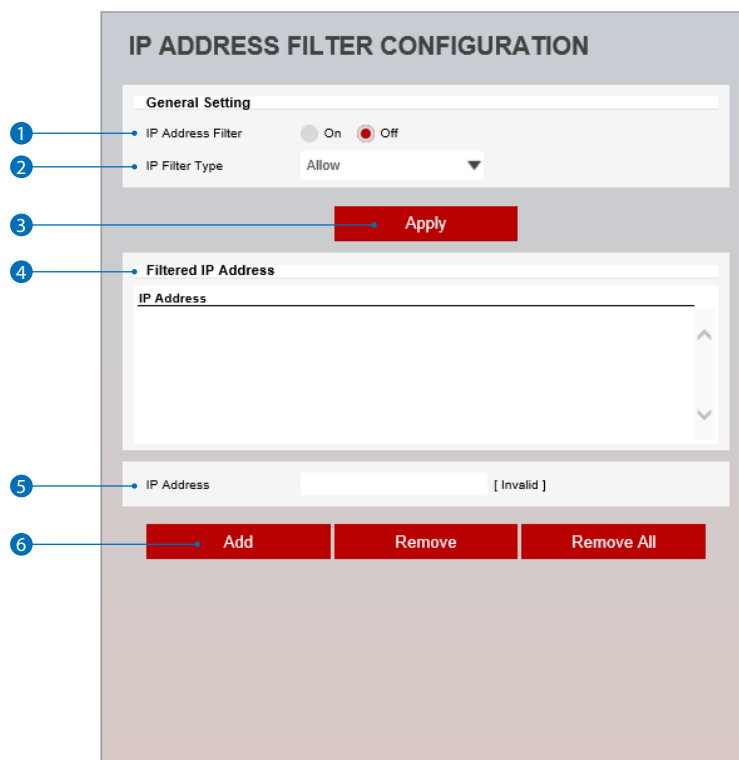 IP ADDRESS FILTER CONFIGURATION
General Setting
1 IP Address Filter On Off
2 IP Filter Type Allow
3 Apply
4 Filtered IP Address
IP Address
5 IP Address [ Invalid ]
6 Add Remove Remove All